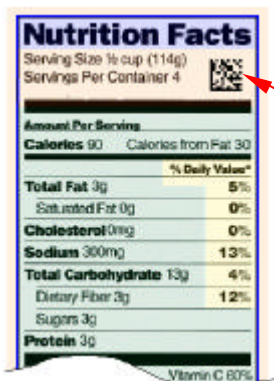 Nutrition Facts
Serving Size ½ cup (114g)
Servings Per Container 4
Amount Per Serving
Calories 90 Calories from Fat 30
% Daily Value*
Total Fat 3g 5%
Saturated Fat 0g 0%
Cholesterol 0mg 0%
Sodium 300mg 13%
Total Carbohydrate 13g 4%
Dietary Fiber 3g 12%
Sugars 3g
Protein 3g
Vitamin C 60%